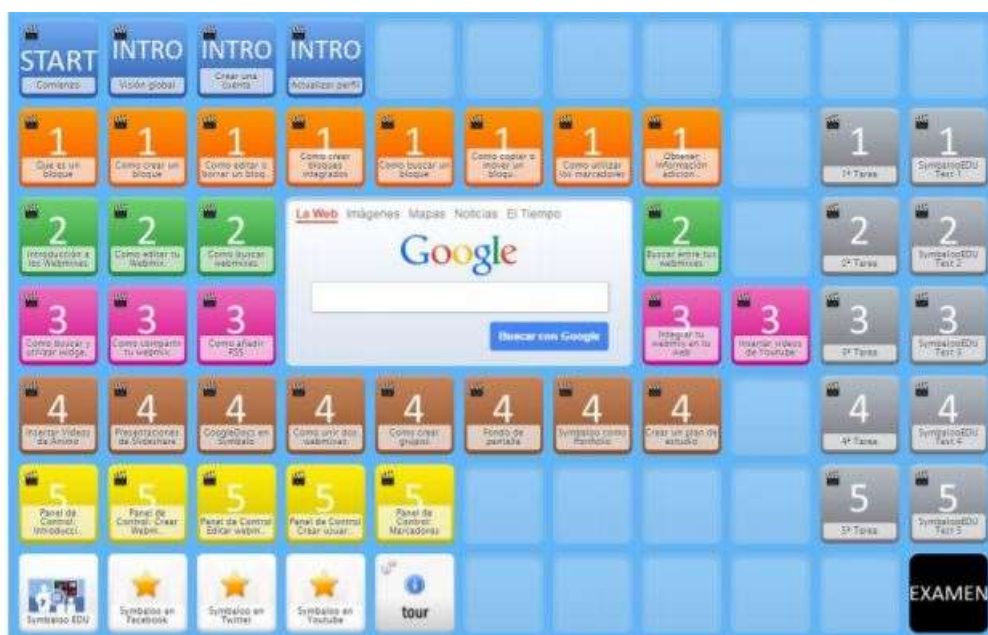 START INTRO INTRO INTRO
Comienzo
Visión global
Crear una
cuenta
Actualizar perfil
1 1 1 1 1 1 1 1 1 1
Que es un
bloque
Como crear un
bloque
Como editar o
borrar un bloq...
Como crear
bloques
integrados
Como buscar un
bloque
Como copiar o
mover un
bloqu...
Como utilizar
los marcadores
Obtener
información
adicion...
1ª Tarea
SymbalooEDU
Test 1
2 2 2
Introducción a
los Webmixes
Como editar tu
Webmix
Como buscar
webmixes
La Web Imágenes Mapas Noticias El Tiempo
Google
Buscar con Google
2 2 2
Buscar entre tus
webmixes
2ª Tarea
SymbalooEDU
Test 2
3 3 3
Como buscar y
utilizar widge...
Como compartir
tu webmix
Como añadir
RSS
3 3 3 3
Integrar tu
webmix en tu
web
Insertar videos
de Youtube
3ª Tarea
SymbalooEDU
Test 3
4 4 4 4 4 4 4 4 4 4
Insertar Videos
de Animo
Presentaciones
de Slideshare
GoogleDocs en
Symbaloo
Como unir dos
webmixes
Como crear
grupos
Fondo de
pantalla
Symbaloo como
Portfolio
Crear un plan de
estudio
4ª Tarea
SymbalooEDU
Test 4
5 5 5 5 5 5 5
Panel de
Control:
Introducci...
Panel de
Control: Crear
Webm...
Panel de Control
Editar webm...
Panel de Control
Crear usuar...
Panel de
Control:
Marcadores
5ª Tarea
SymbalooEDU
Test 5
Symbaloo EDU
Symbaloo en
Facebook
Symbaloo en
Twitter
Symbaloo en
Youtube
tour
EXAMEN